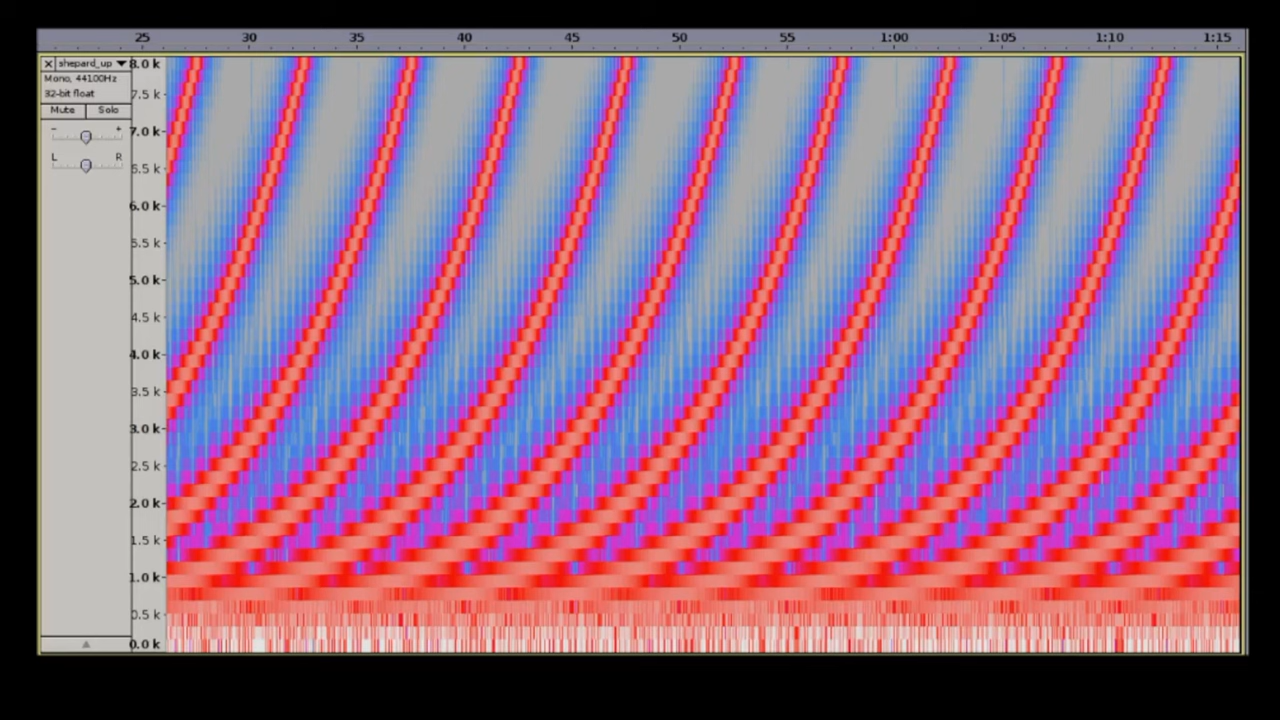 25 30 35 40 45 50 55 1:00 1:05 1:10 1:15
shepard_up
Mono, 44100Hz
32-bit float
Mute Solo
- +
L R
8.0 k
7.5 k
7.0 k
6.5 k
6.0 k
5.5 k
5.0 k
4.5 k
4.0 k
3.5 k
3.0 k
2.5 k
2.0 k
1.5 k
1.0 k
0.5 k
0.0 k